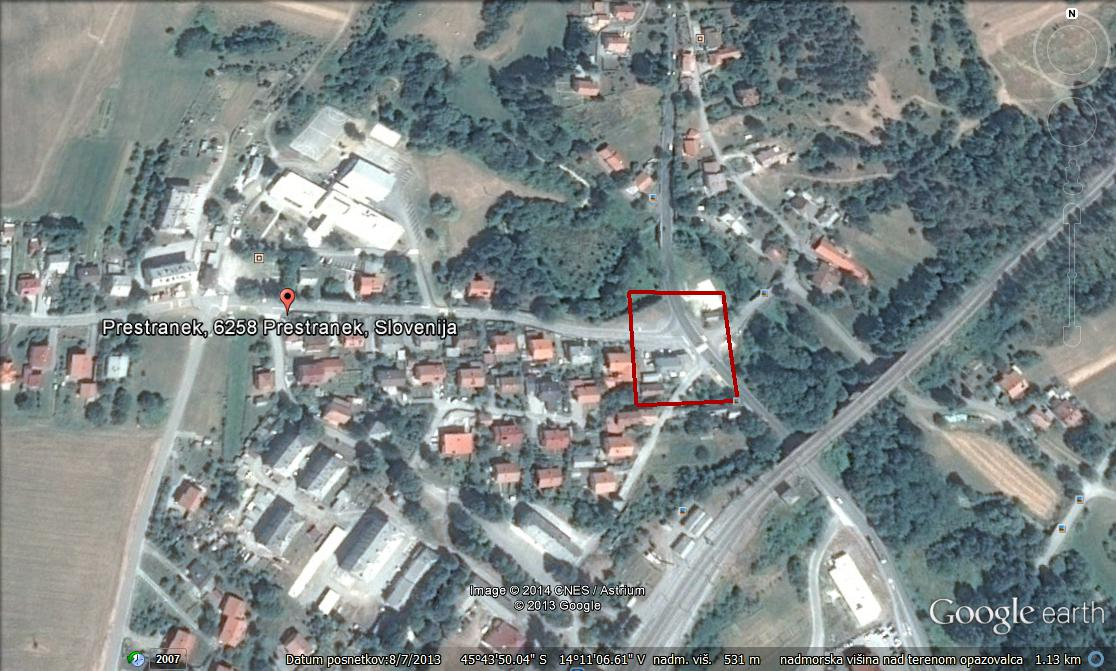 N
Prestranek, 6258 Prestranek, Slovenija
Image © 2014 CNES / Astrium
© 2013 Google
Google earth
2007
Datum posnetkov:8/7/2013 45°43'50.04" S 14°11'06.61" V nadm. viš. 531 m nadmorska višina nad terenom opazovalca 1.13 km